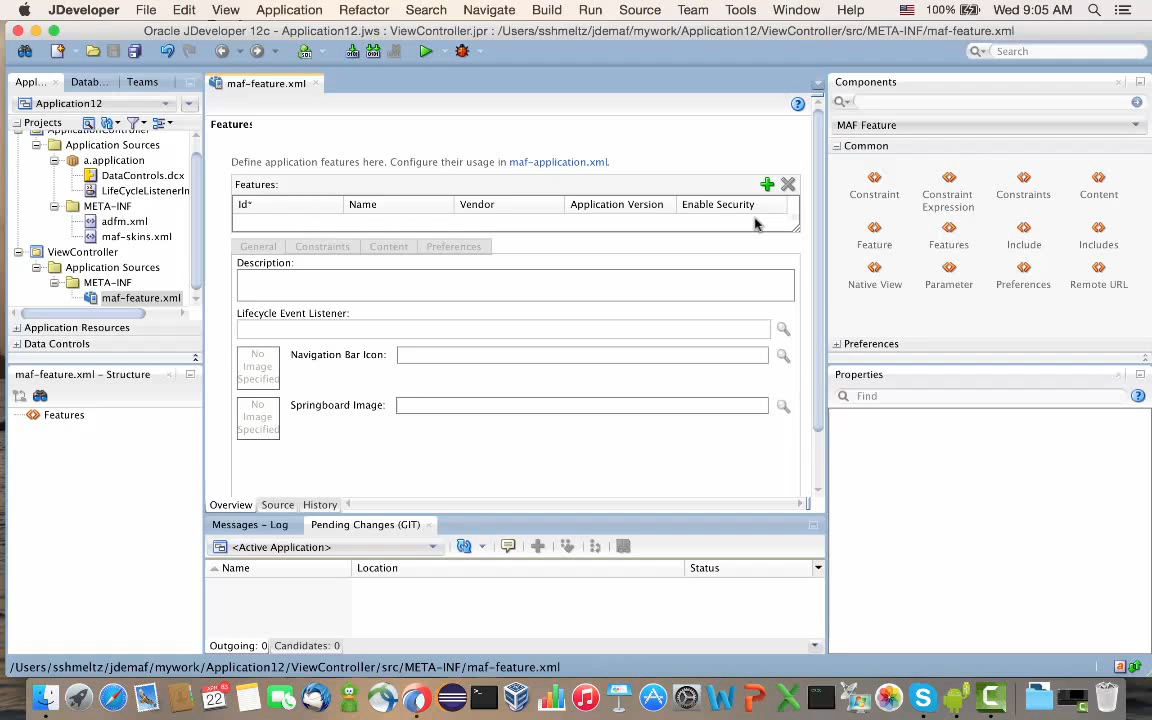 JDeveloper File Edit View Application Refactor Search Navigate Build Run Source Team Tools Window Help 100% Wed 9:05 AM
Oracle JDeveloper 12c - Application12.jws : ViewController.jpr : /Users/sshmeltz/jdemaf/mywork/Application12/ViewController/src/META-INF/maf-feature.xml
Search
Appl... Datab... Teams
Application12
Projects
ApplicationController
Application Sources
a.application
DataControls.dcx
LifeCycleListenerIm
META-INF
adfm.xml
maf-skins.xml
ViewController
Application Sources
META-INF
maf-feature.xml
Application Resources
Data Controls
maf-feature.xml - Structure
Features
maf-feature.xml
Features
Define application features here. Configure their usage in maf-application.xml.
Features:
Id* Name Vendor Application Version Enable Security
General Constraints Content Preferences
Description:
Lifecycle Event Listener:
No Image Specified
Navigation Bar Icon:
No Image Specified
Springboard Image:
Overview Source History
Messages - Log Pending Changes (GIT)
<Active Application>
Name Location Status
Outgoing: 0 Candidates: 0
Components
MAF Feature
Common
Constraint
Constraint Expression
Constraints
Content
Feature
Features
Include
Includes
Native View
Parameter
Preferences
Remote URL
Preferences
Properties
Find
/Users/sshmeltz/jdemaf/mywork/Application12/ViewController/src/META-INF/maf-feature.xml
22